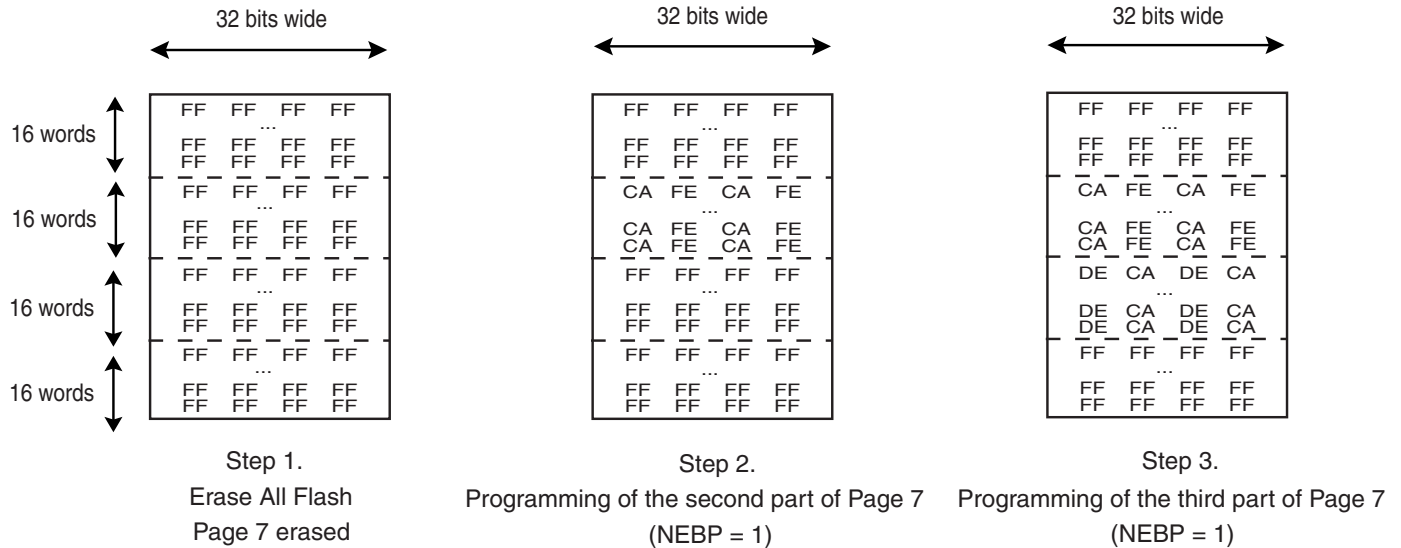 32 bits wide
32 bits wide
32 bits wide
16 words
16 words
16 words
16 words
FF FF FF FF
...
FF FF FF FF
FF FF FF FF
FF FF FF FF
...
FF FF FF FF
FF FF FF FF
FF FF FF FF
...
FF FF FF FF
FF FF FF FF
FF FF FF FF
...
FF FF FF FF
FF FF FF FF
Step 1.
Erase All Flash
Page 7 erased
FF FF FF FF
...
FF FF FF FF
FF FF FF FF
CA FE CA FE
...
CA FE CA FE
CA FE CA FE
FF FF FF FF
...
FF FF FF FF
FF FF FF FF
FF FF FF FF
...
FF FF FF FF
FF FF FF FF
Step 2.
Programming of the second part of Page 7
(NEBP = 1)
FF FF FF FF
...
FF FF FF FF
FF FF FF FF
CA FE CA FE
...
CA FE CA FE
CA FE CA FE
DE CA DE CA
...
DE CA DE CA
DE CA DE CA
FF FF FF FF
...
FF FF FF FF
FF FF FF FF
Step 3.
Programming of the third part of Page 7
(NEBP = 1)